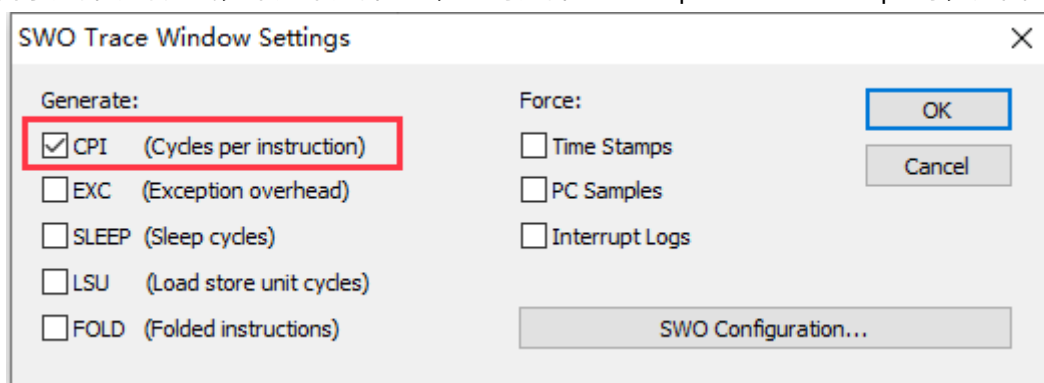 SWO Trace Window Settings
Generate:
CPI (Cycles per instruction)
EXC (Exception overhead)
SLEEP (Sleep cycles)
LSU (Load store unit cycles)
FOLD (Folded instructions)
Force:
Time Stamps
PC Samples
Interrupt Logs
SWO Configuration...
OK
Cancel